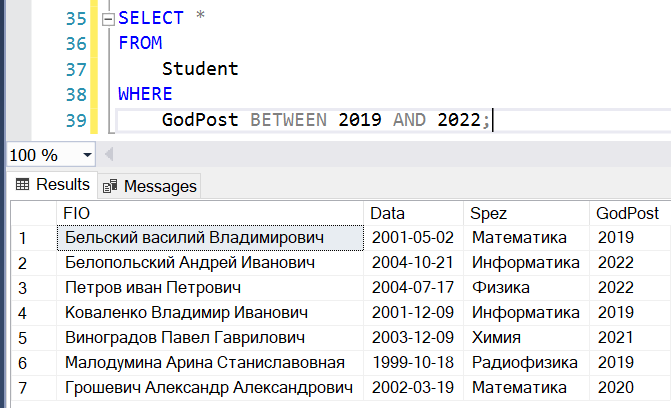 35 SELECT *
36 FROM
37 Student
38 WHERE
39 GodPost BETWEEN 2019 AND 2022;
100 %
Results Messages
FIO Data Spez GodPost
1 Бельский василий Владимирович 2001-05-02 Математика 2019
2 Белопольский Андрей Иванович 2004-10-21 Информатика 2022
3 Петров иван Петрович 2004-07-17 Физика 2022
4 Коваленко Владимир Иванович 2001-12-09 Информатика 2019
5 Виноградов Павел Гаврилович 2003-12-09 Химия 2021
6 Малодумина Арина Станиславовная 1999-10-18 Радиофизика 2019
7 Грошевич Александр Александрович 2002-03-19 Математика 2020